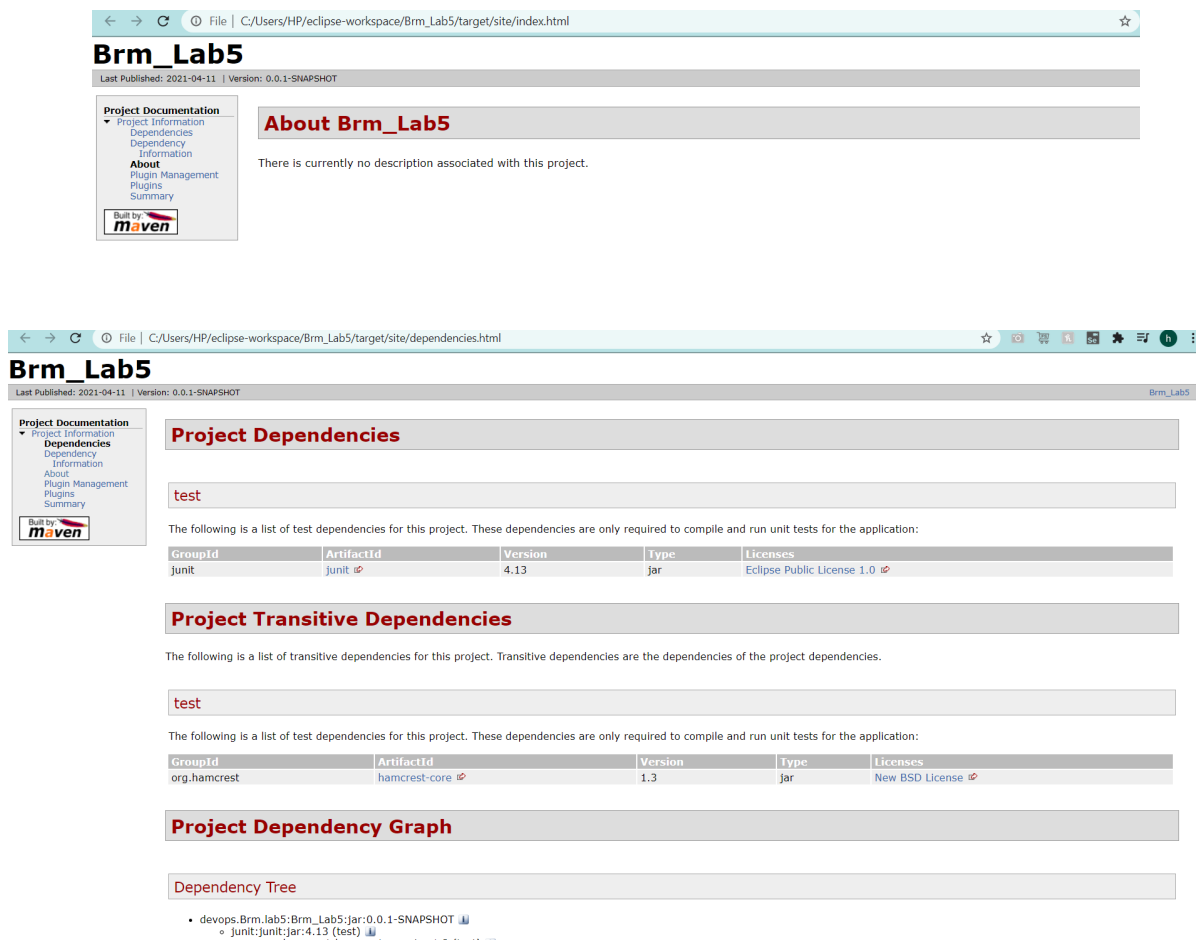 File | C:/Users/HP/eclipse-workspace/Brm_Lab5/target/site/index.html
Brm_Lab5
Last Published: 2021-04-11 | Version: 0.0.1-SNAPSHOT
Project Documentation
Project Information
Dependencies
Dependency
Information
About
Plugin Management
Plugins
Summary
Built by:
maven
About Brm_Lab5
There is currently no description associated with this project.
File | C:/Users/HP/eclipse-workspace/Brm_Lab5/target/site/dependencies.html
Se
h
Brm_Lab5
Last Published: 2021-04-11 | Version: 0.0.1-SNAPSHOT
Brm_Lab5
Project Documentation
Project Information
Dependencies
Dependency
Information
About
Plugin Management
Plugins
Summary
Built by:
maven
Project Dependencies
test
The following is a list of test dependencies for this project. These dependencies are only required to compile and run unit tests for the application:
GroupId ArtifactId Version Type Licenses
junit junit 4.13 jar Eclipse Public License 1.0
Project Transitive Dependencies
The following is a list of transitive dependencies for this project. Transitive dependencies are the dependencies of the project dependencies.
test
The following is a list of test dependencies for this project. These dependencies are only required to compile and run unit tests for the application:
GroupId ArtifactId Version Type Licenses
org.hamcrest hamcrest-core 1.3 jar New BSD License
Project Dependency Graph
Dependency Tree
devops.Brm.lab5:Brm_Lab5:jar:0.0.1-SNAPSHOT
junit:junit:jar:4.13 (test)